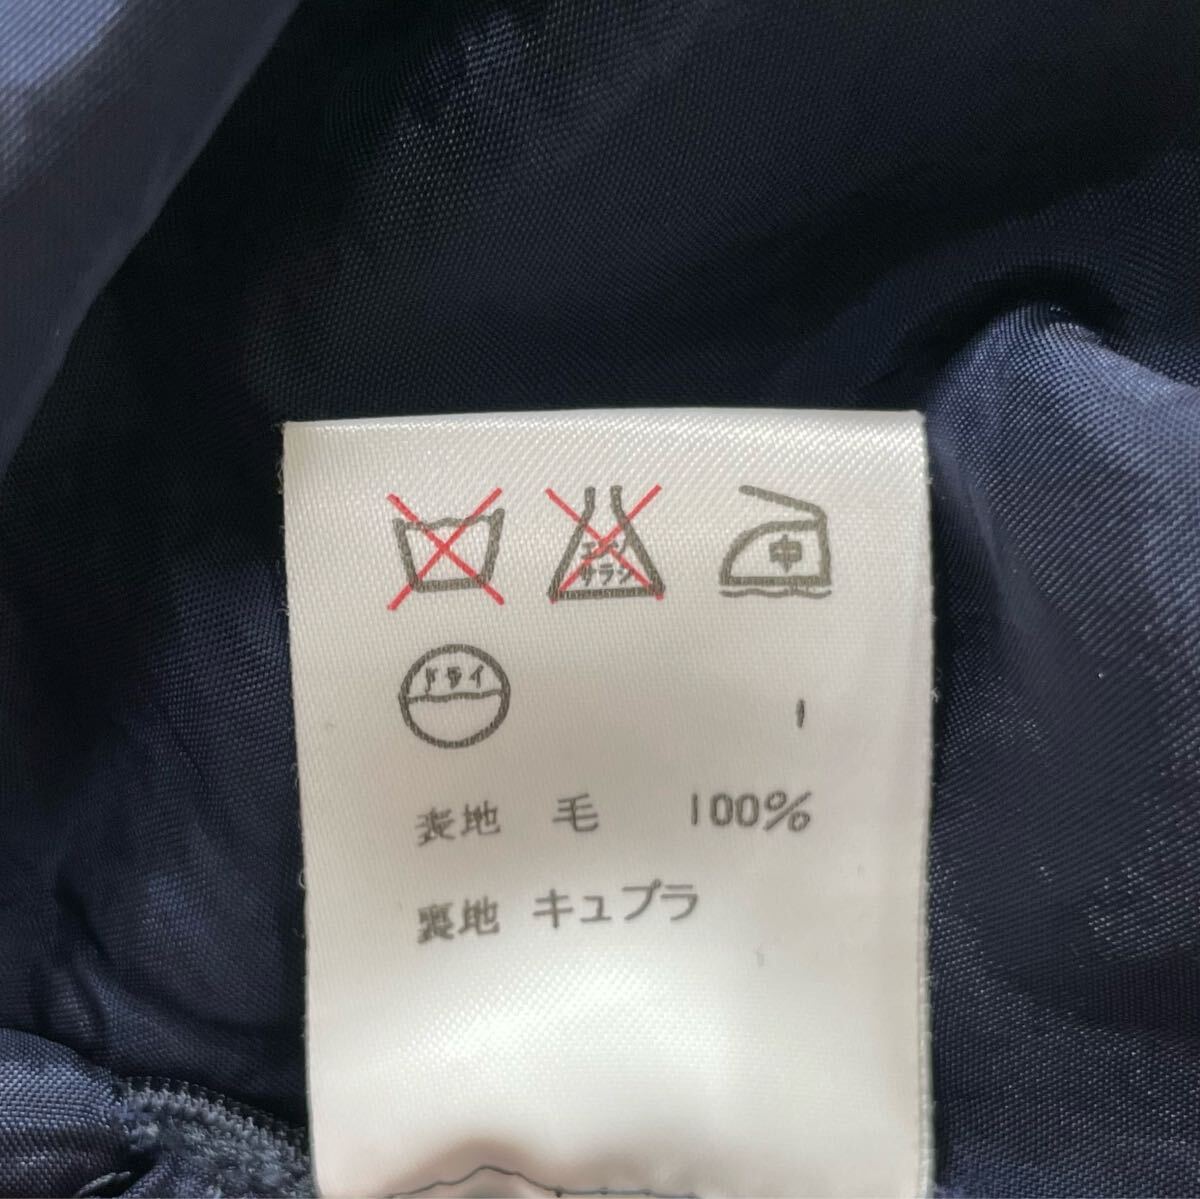 エンソ
サラシ
中
ドライ
表地 毛 100%
裏地 キュプラ